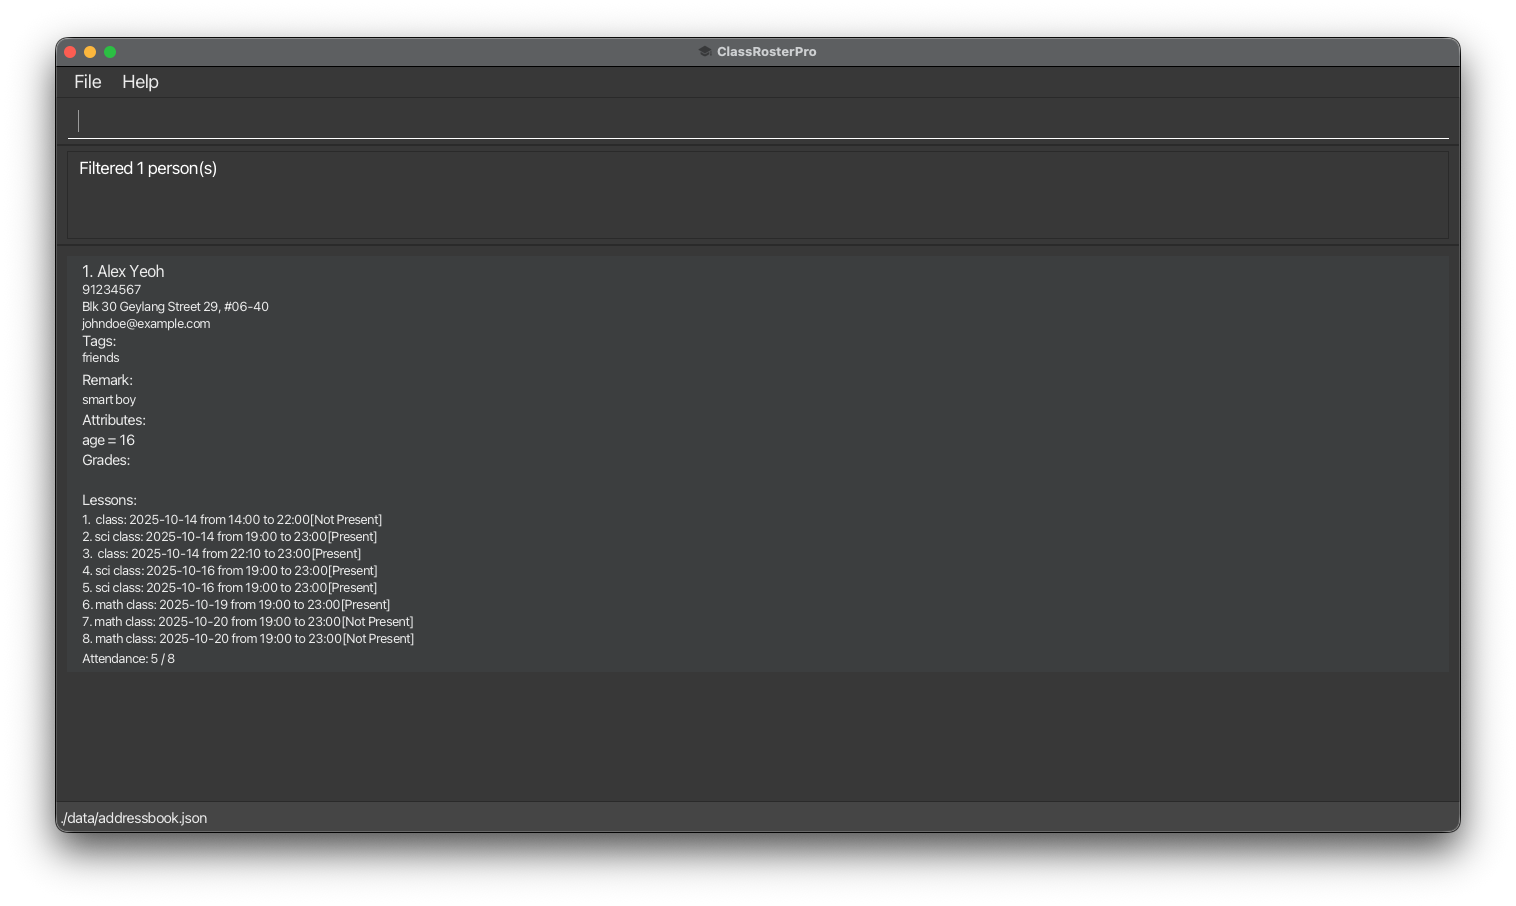 ClassRosterPro
File Help
Filtered 1 person(s)
1. Alex Yeoh
91234567
Blk 30 Geylang Street 29, #06-40
johndoe@example.com
Tags:
friends
Remark:
smart boy
Attributes:
age = 16
Grades:
Lessons:
1.  class: 2025-10-14 from 14:00 to 22:00[Not Present]
2. sci class: 2025-10-14 from 19:00 to 23:00[Present]
3.  class: 2025-10-14 from 22:10 to 23:00[Present]
4. sci class: 2025-10-16 from 19:00 to 23:00[Present]
5. sci class: 2025-10-16 from 19:00 to 23:00[Present]
6. math class: 2025-10-19 from 19:00 to 23:00[Present]
7. math class: 2025-10-20 from 19:00 to 23:00[Not Present]
8. math class: 2025-10-20 from 19:00 to 23:00[Not Present]
Attendance: 5 / 8
./data/addressbook.json